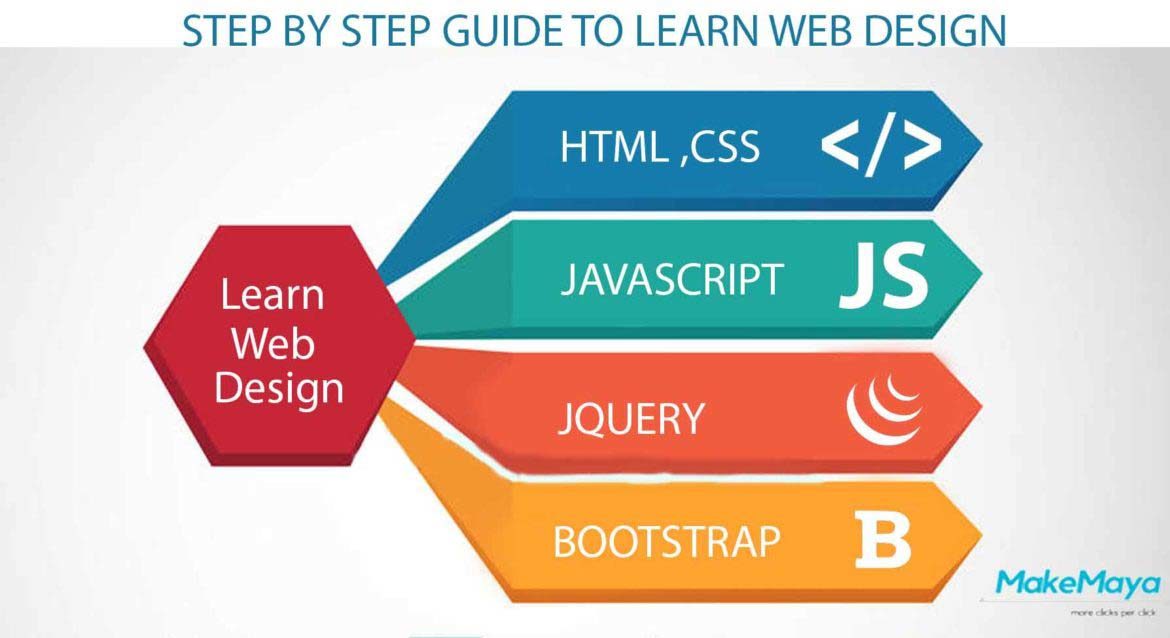 STEP BY STEP GUIDE TO LEARN WEB DESIGN
Learn
Web
Design
HTML ,CSS </>
JAVASCRIPT JS
JQUERY
BOOTSTRAP B
MakeMaya
more clicks per click